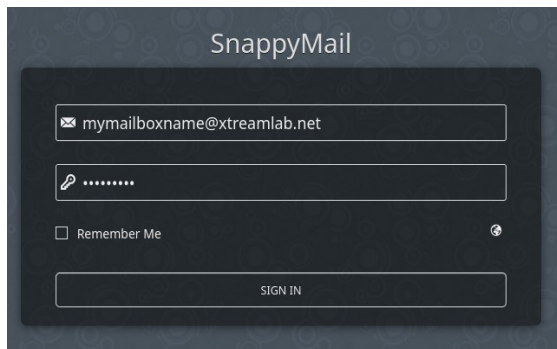 SnappyMail
mymailboxname@xtreamlab.net
•••••••••
Remember Me
SIGN IN